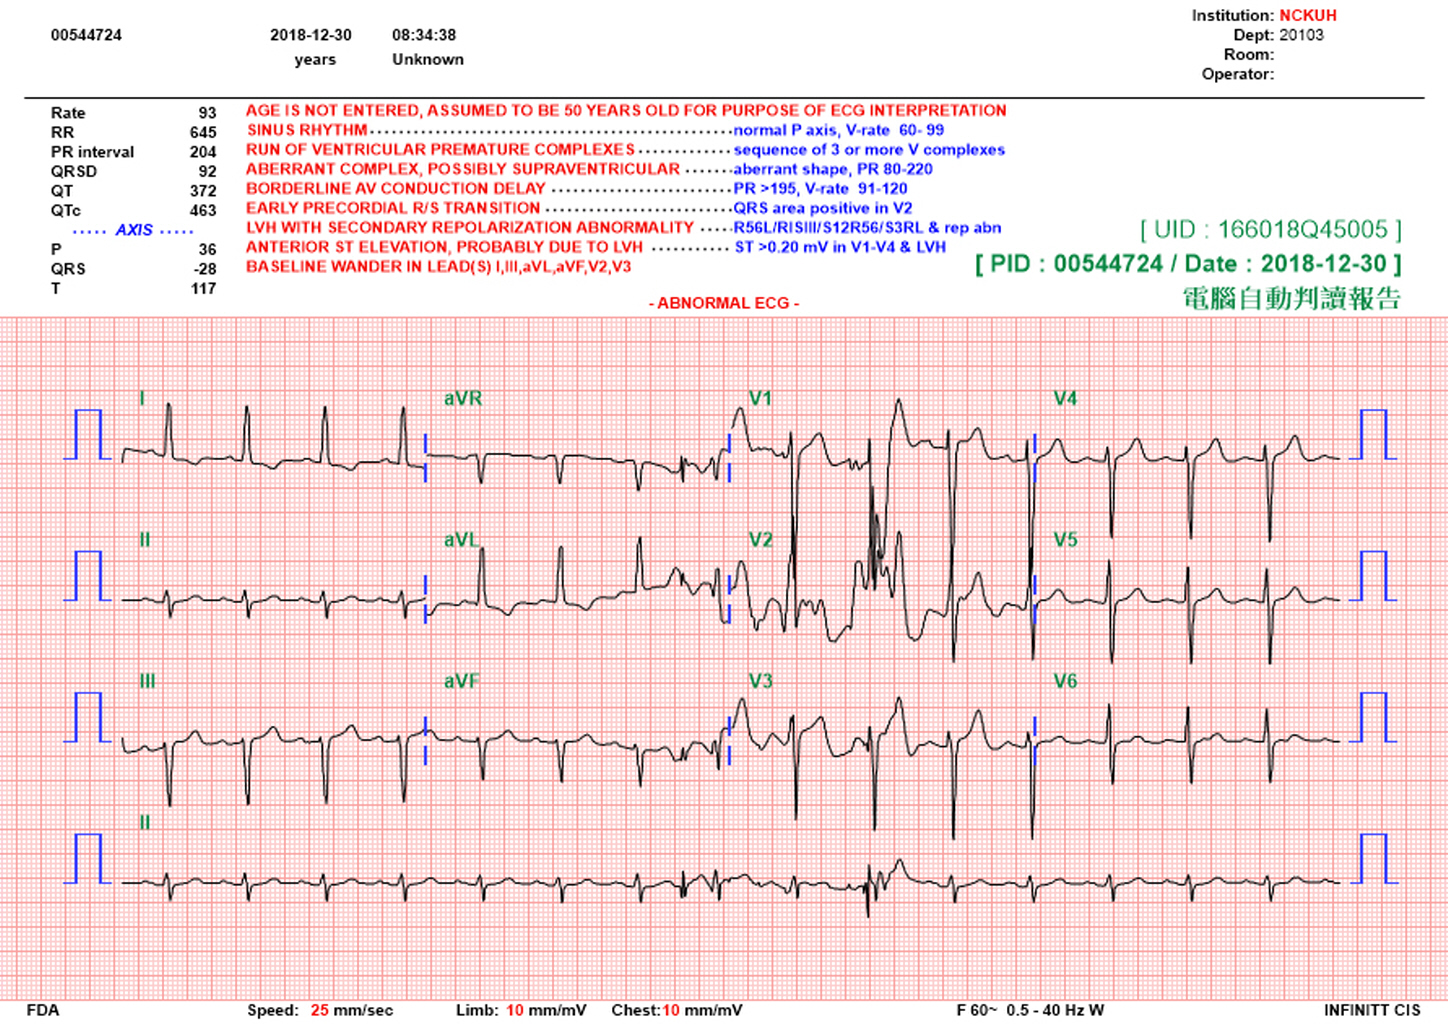 Institution: NCKUH
00544724 2018-12-30 08:34:38 Dept: 20103
Room:
years Unknown
Operator:
Rate 93 AGE IS NOT ENTERED, ASSUMED TO BE 50 YEARS OLD FOR PURPOSE OF ECG INTERPRETATION
RR 645 SINUS RHYTHM normal P axis, V-rate 60- 99
PR interval 204 RUN OF VENTRICULAR PREMATURE COMPLEXES sequence of 3 or more V complexes
QRSD 92 ABERRANT COMPLEX, POSSIBLY SUPRAVENTRICULAR aberrant shape, PR 80-220
QT 372 BORDERLINE AV CONDUCTION DELAY PR >195, V-rate 91-120
QTc 463 EARLY PRECORDIAL R/S TRANSITION QRS area positive in V2
AXIS LVH WITH SECONDARY REPOLARIZATION ABNORMALITY R56L/RISIII/S12R56/S3RL & rep abn
[ UID : 166018Q45005 ]
P 36 ANTERIOR ST ELEVATION, PROBABLY DUE TO LVH ST >0.20 mV in V1-V4 & LVH
QRS -28 BASELINE WANDER IN LEAD(S) I,III,aVL,aVF,V2,V3
[ PID : 00544724 / Date : 2018-12-30 ]
T 117
電腦自動判讀報告
- ABNORMAL ECG -
I aVR V1 V4
II aVL V2 V5
III aVF V3 V6
II
FDA Speed: 25 mm/sec Limb: 10 mm/mV Chest:10 mm/mV F 60~ 0.5 - 40 Hz W INFINITT CIS